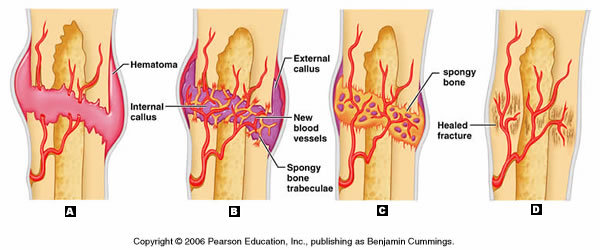 Hematoma
Internal
callus
External
callus
New
blood
vessels
Spongy
bone
trabeculae
spongy
bone
Healed
fracture
A
B
C
D
Copyright © 2006 Pearson Education, Inc., publishing as Benjamin Cummings.